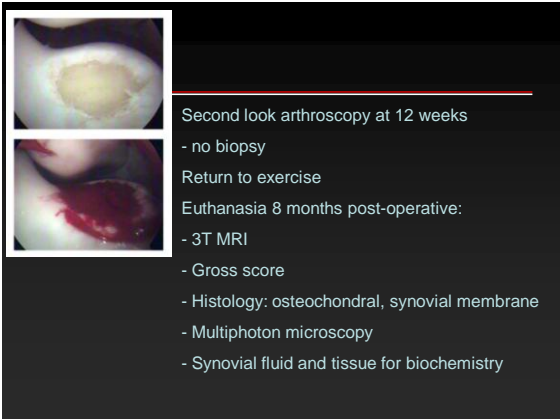 Second look arthroscopy at 12 weeks
- no biopsy
Return to exercise
Euthanasia 8 months post-operative:
- 3T MRI
- Gross score
- Histology: osteochondral, synovial membrane
- Multiphoton microscopy
- Synovial fluid and tissue for biochemistry